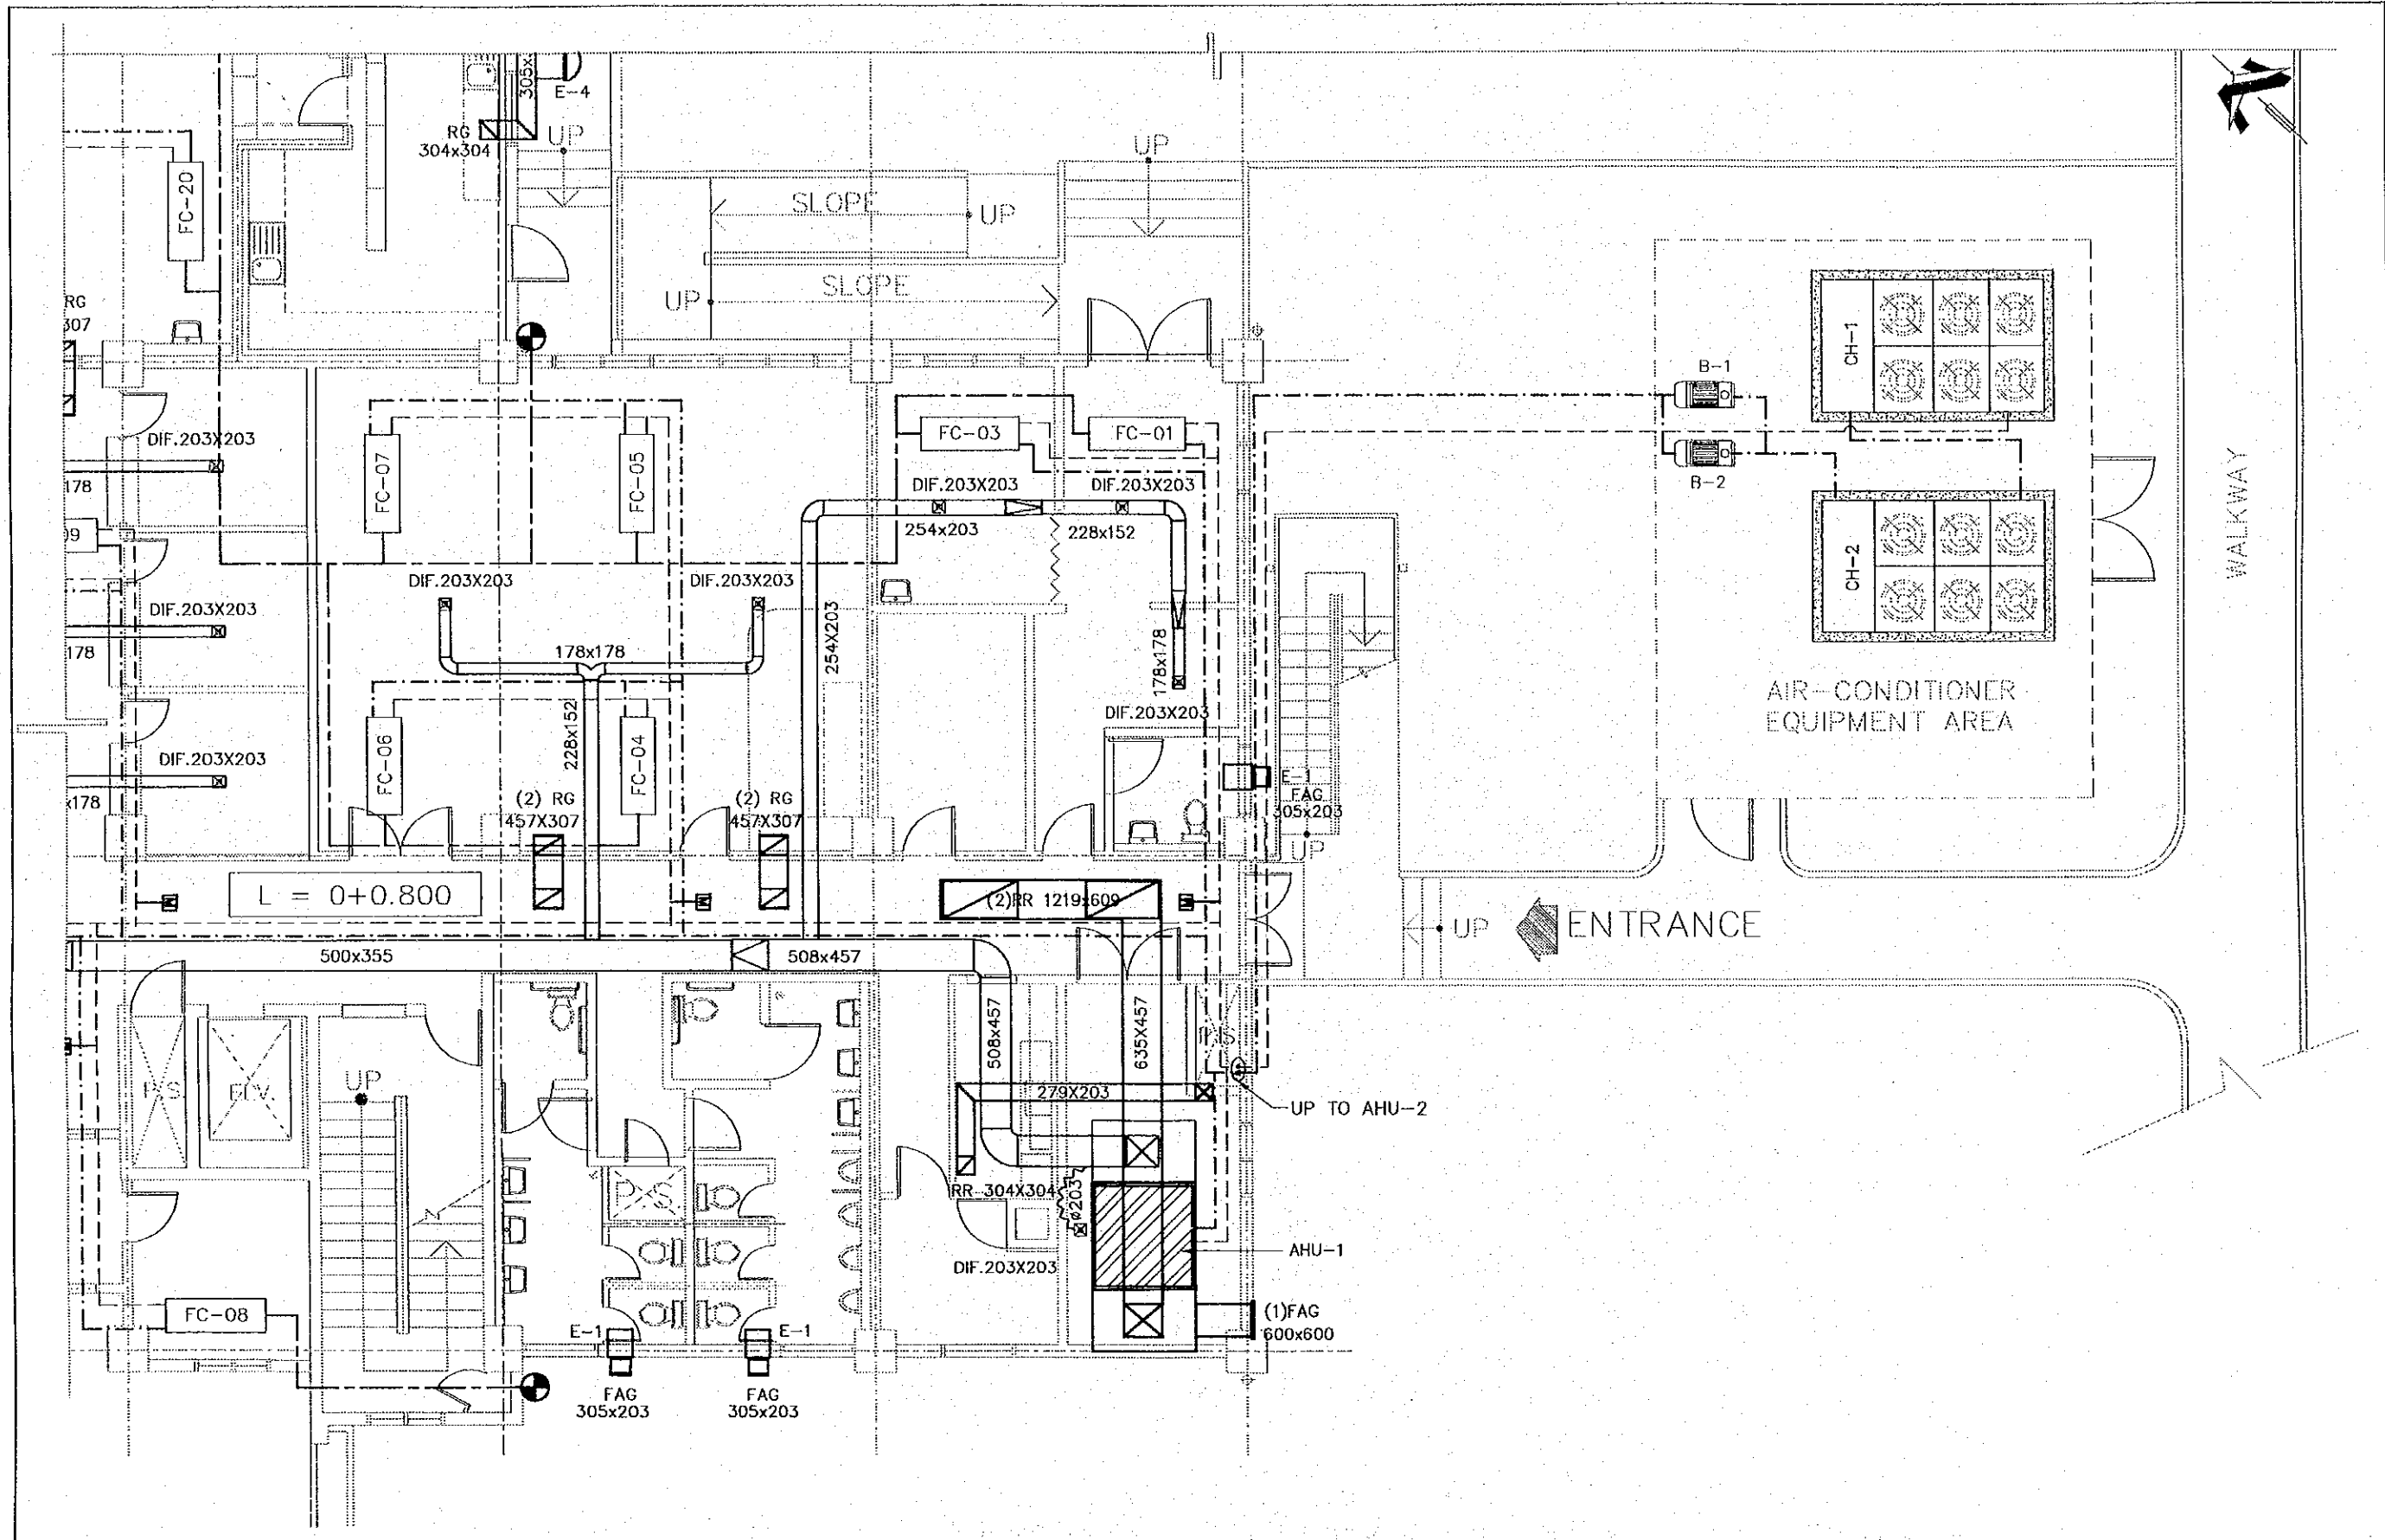 305x
E-4
RG
304x304
UP
UP
SLOPE
UP
SLOPE
UP
FC-20
RG
307
CH-1
B-1
B-2
CH-2
WALKWAY
DIF.203X203
178
FC-07
FC-05
FC-03
FC-01
DIF.203X203
DIF.203X203
254x203
228x152
09
DIF.203X203
DIF.203X203
DIF.203X203
178
178x178
254X203
178x178
AIR-CONDITIONER
EQUIPMENT AREA
DIF.203X203
DIF.203X203
x178
FC-06
228x152
FC-04
(2) RG
457X307
(2) RG
457X307
E-1
FAG
305x203
UP
L = 0+0.800
(2)RR 1219x609
UP
ENTRANCE
500x355
508x457
508x457
635X457
P.S.
ELV.
UP
279X203
UP TO AHU-2
P.S.
RR-304X304
ø203
DIF.203X203
AHU-1
FC-08
(1)FAG
600x600
E-1
E-1
FAG
305x203
FAG
305x203